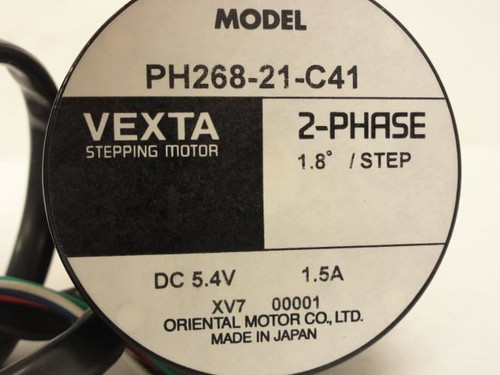 MODEL
PH268-21-C41
VEXTA
STEPPING MOTOR
2-PHASE
1.8° / STEP
DC 5.4V 1.5A
XV7 00001
ORIENTAL MOTOR CO., LTD.
MADE IN JAPAN